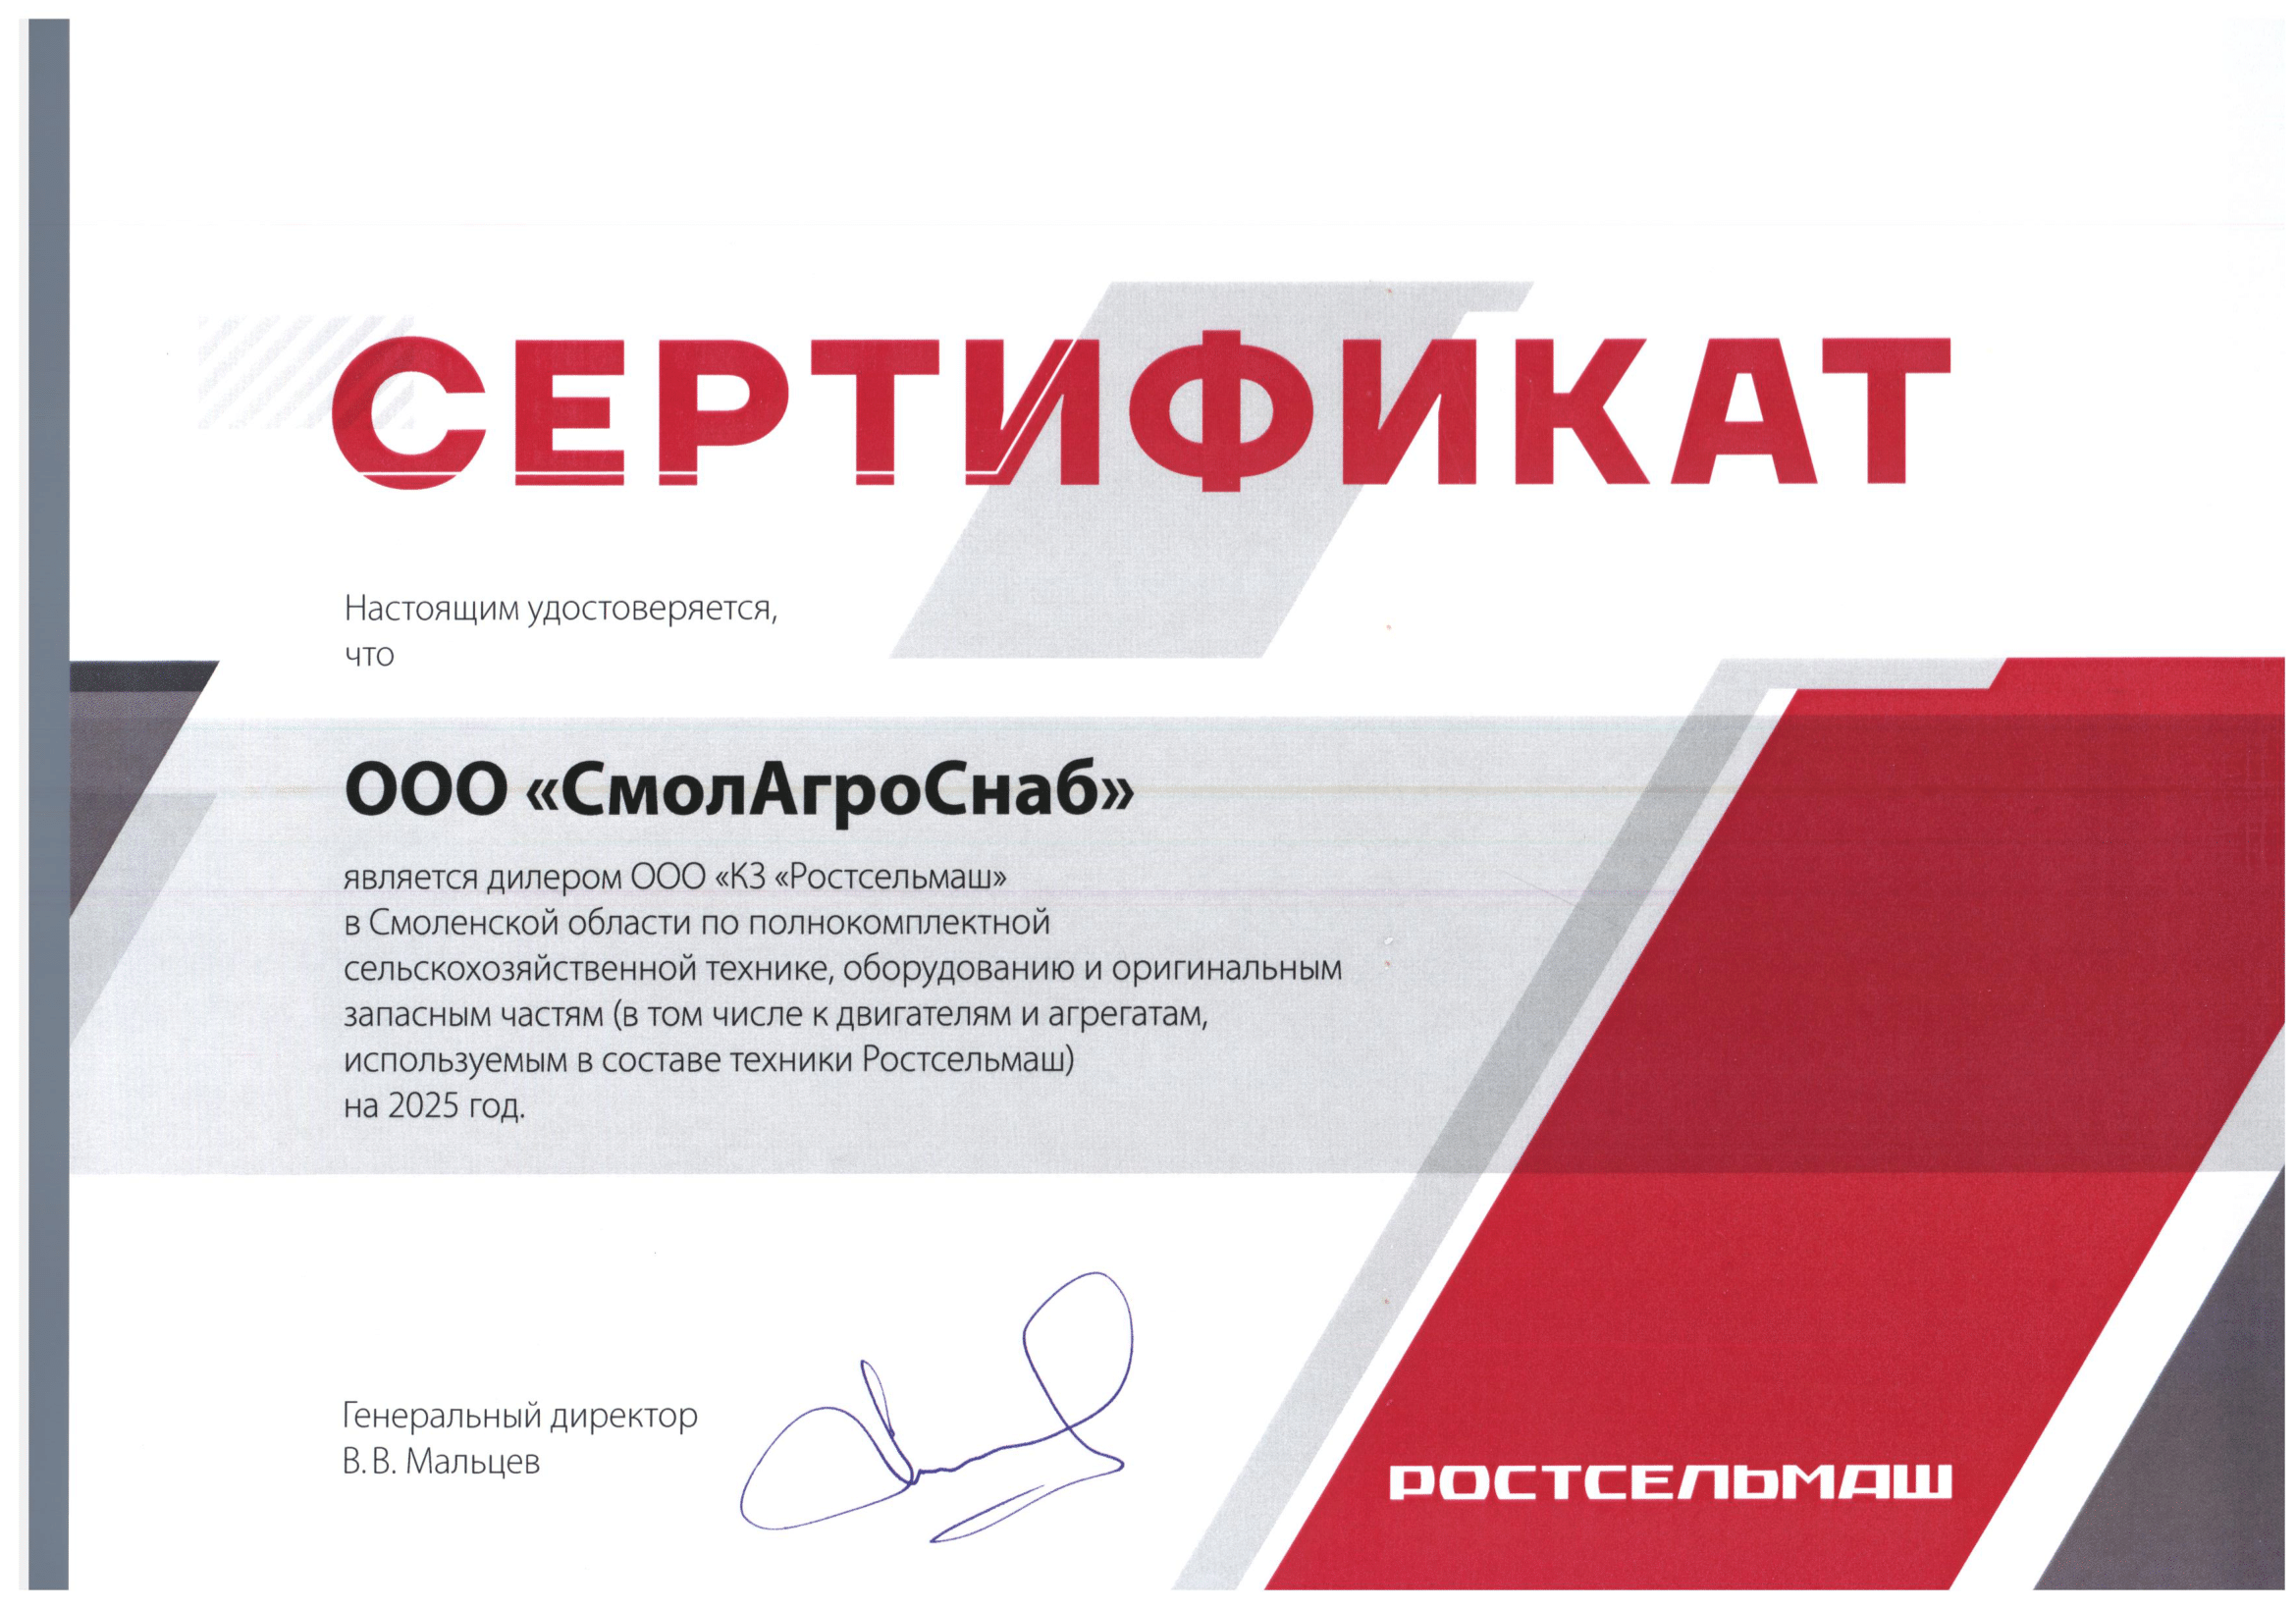 СЕРТИФИКАТ
Настоящим удостоверяется,
что
ООО «СмолАгроСнаб»
является дилером ООО «КЗ «Ростсельмаш»
в Смоленской области по полнокомплектной
сельскохозяйственной технике, оборудованию и оригинальным
запасным частям (в том числе к двигателям и агрегатам,
используемым в составе техники Ростсельмаш)
на 2025 год.
Генеральный директор
В. В. Мальцев
РОСТСЕЛЬМАШ